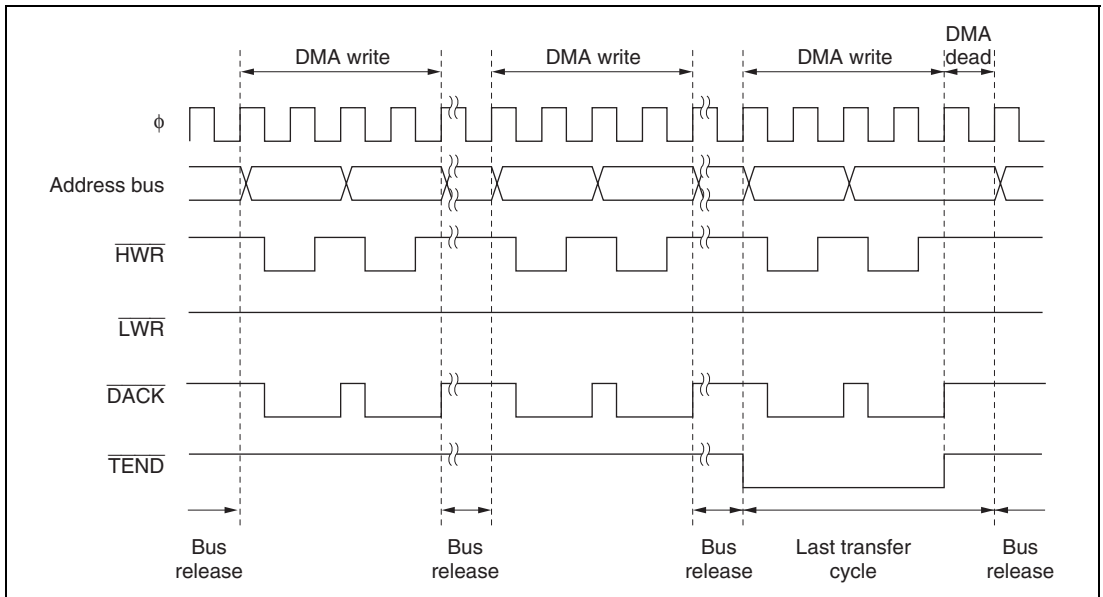 DMA
DMA write DMA write DMA write dead
ϕ
Address bus
HWR
LWR
DACK
TEND
Bus Bus Bus Last transfer Bus
release release release cycle release